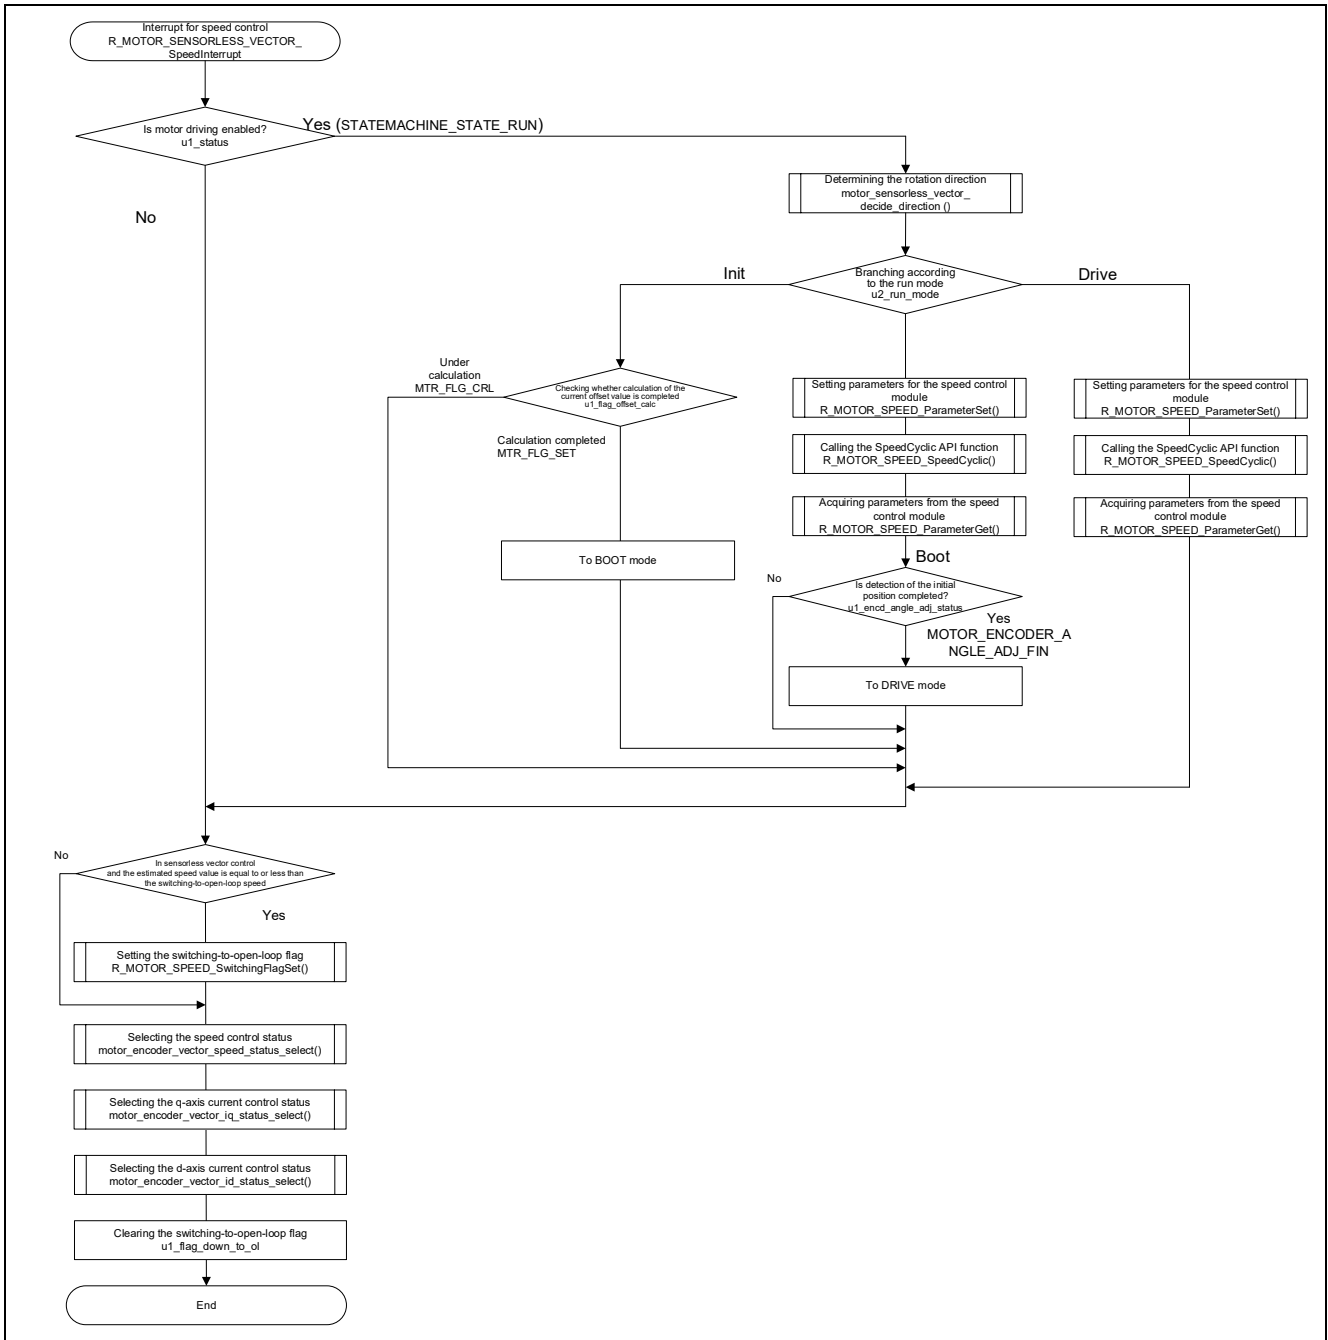 Interrupt for speed control
R_MOTOR_SENSORLESS_VECTOR_
SpeedInterrupt
Is motor driving enabled?
u1_status
Yes (STATEMACHINE_STATE_RUN)
No
Determining the rotation direction
motor_sensorless_vector_
decide_direction ()
Init
Branching according
to the run mode
u2_run_mode
Drive
Under
calculation
MTR_FLG_CRL
Checking whether calculation of the
current offset value is completed
u1_flag_offset_calc
Calculation completed
MTR_FLG_SET
To BOOT mode
Setting parameters for the speed control
module
R_MOTOR_SPEED_ParameterSet()
Calling the SpeedCyclic API function
R_MOTOR_SPEED_SpeedCyclic()
Acquiring parameters from the speed
control module
R_MOTOR_SPEED_ParameterGet()
Boot
No
Is detection of the initial
position completed?
u1_encd_angle_adj_status
Yes
MOTOR_ENCODER_A
NGLE_ADJ_FIN
To DRIVE mode
Setting parameters for the speed control
module
R_MOTOR_SPEED_ParameterSet()
Calling the SpeedCyclic API function
R_MOTOR_SPEED_SpeedCyclic()
Acquiring parameters from the speed
control module
R_MOTOR_SPEED_ParameterGet()
No
In sensorless vector control
and the estimated speed value is equal to or less than
the switching-to-open-loop speed
Yes
Setting the switching-to-open-loop flag
R_MOTOR_SPEED_SwitchingFlagSet()
Selecting the speed control status
motor_encoder_vector_speed_status_select()
Selecting the q-axis current control status
motor_encoder_vector_iq_status_select()
Selecting the d-axis current control status
motor_encoder_vector_id_status_select()
Clearing the switching-to-open-loop flag
u1_flag_down_to_ol
End